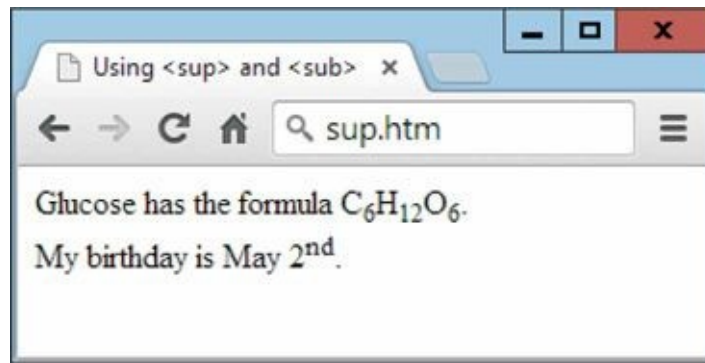 Using <sup> and <sub>
sup.htm
Glucose has the formula C₆H₁₂O₆.
My birthday is May 2ⁿᵈ.